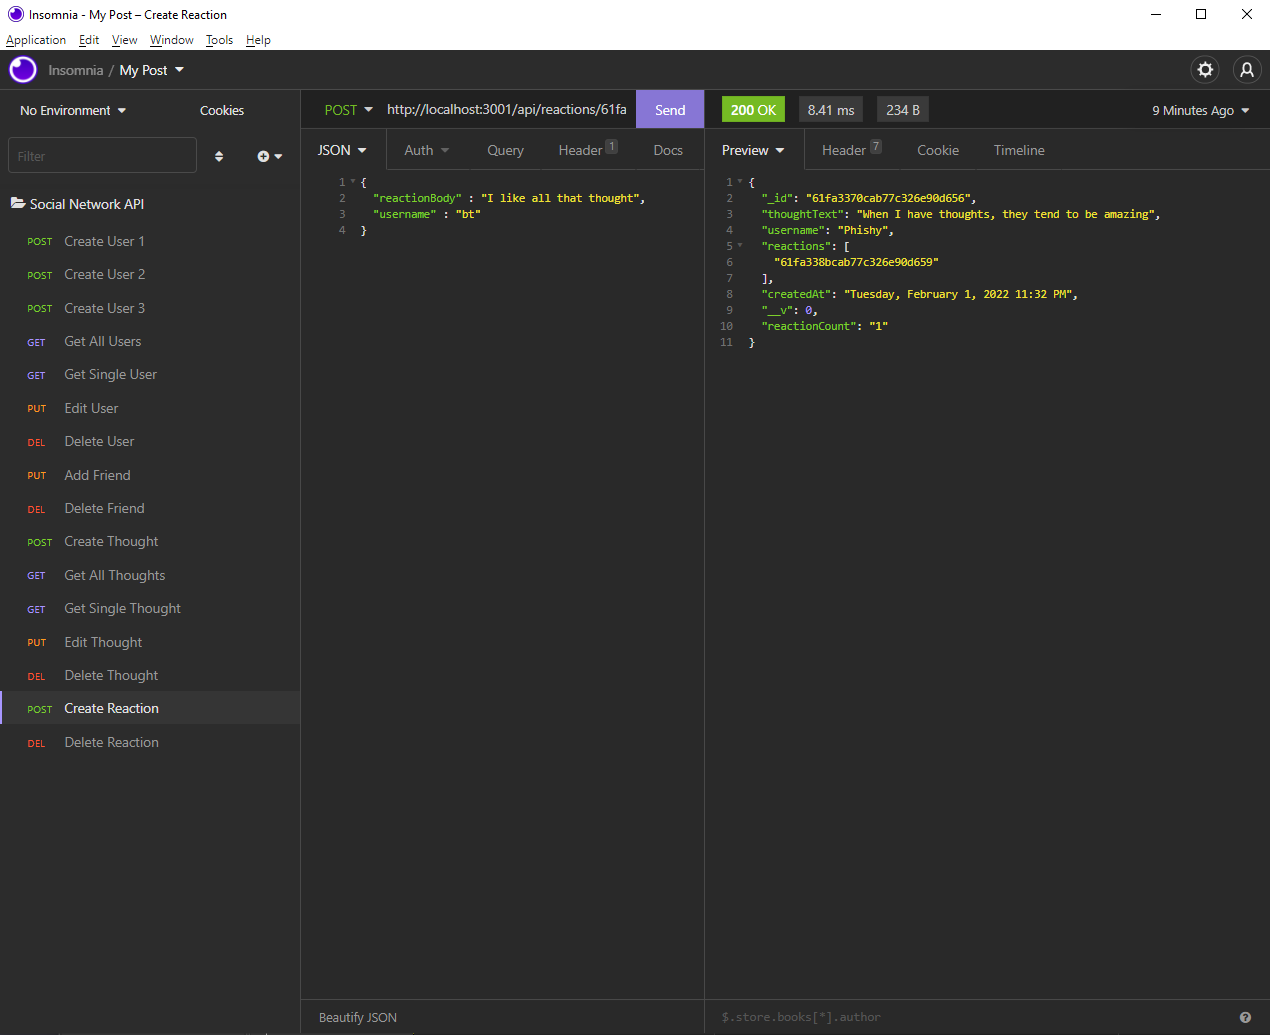 Insomnia - My Post – Create Reaction
Application Edit View Window Tools Help
Insomnia / My Post
No Environment Cookies
POST http://localhost:3001/api/reactions/61fa Send
200 OK 8.41 ms 234 B 9 Minutes Ago
Filter
JSON Auth Query Header 1 Docs
Preview Header 7 Cookie Timeline
Social Network API
POST Create User 1
POST Create User 2
POST Create User 3
GET Get All Users
GET Get Single User
PUT Edit User
DEL Delete User
PUT Add Friend
DEL Delete Friend
POST Create Thought
GET Get All Thoughts
GET Get Single Thought
PUT Edit Thought
DEL Delete Thought
POST Create Reaction
DEL Delete Reaction
1 {
2 "reactionBody" : "I like all that thought",
3 "username" : "bt"
4 }
Beautify JSON
1 {
2 "_id": "61fa3370cab77c326e90d656",
3 "thoughtText": "When I have thoughts, they tend to be amazing",
4 "username": "Phishy",
5 "reactions": [
6 "61fa338bcab77c326e90d659"
7 ],
8 "createdAt": "Tuesday, February 1, 2022 11:32 PM",
9 "__v": 0,
10 "reactionCount": "1"
11 }
$.store.books[*].author